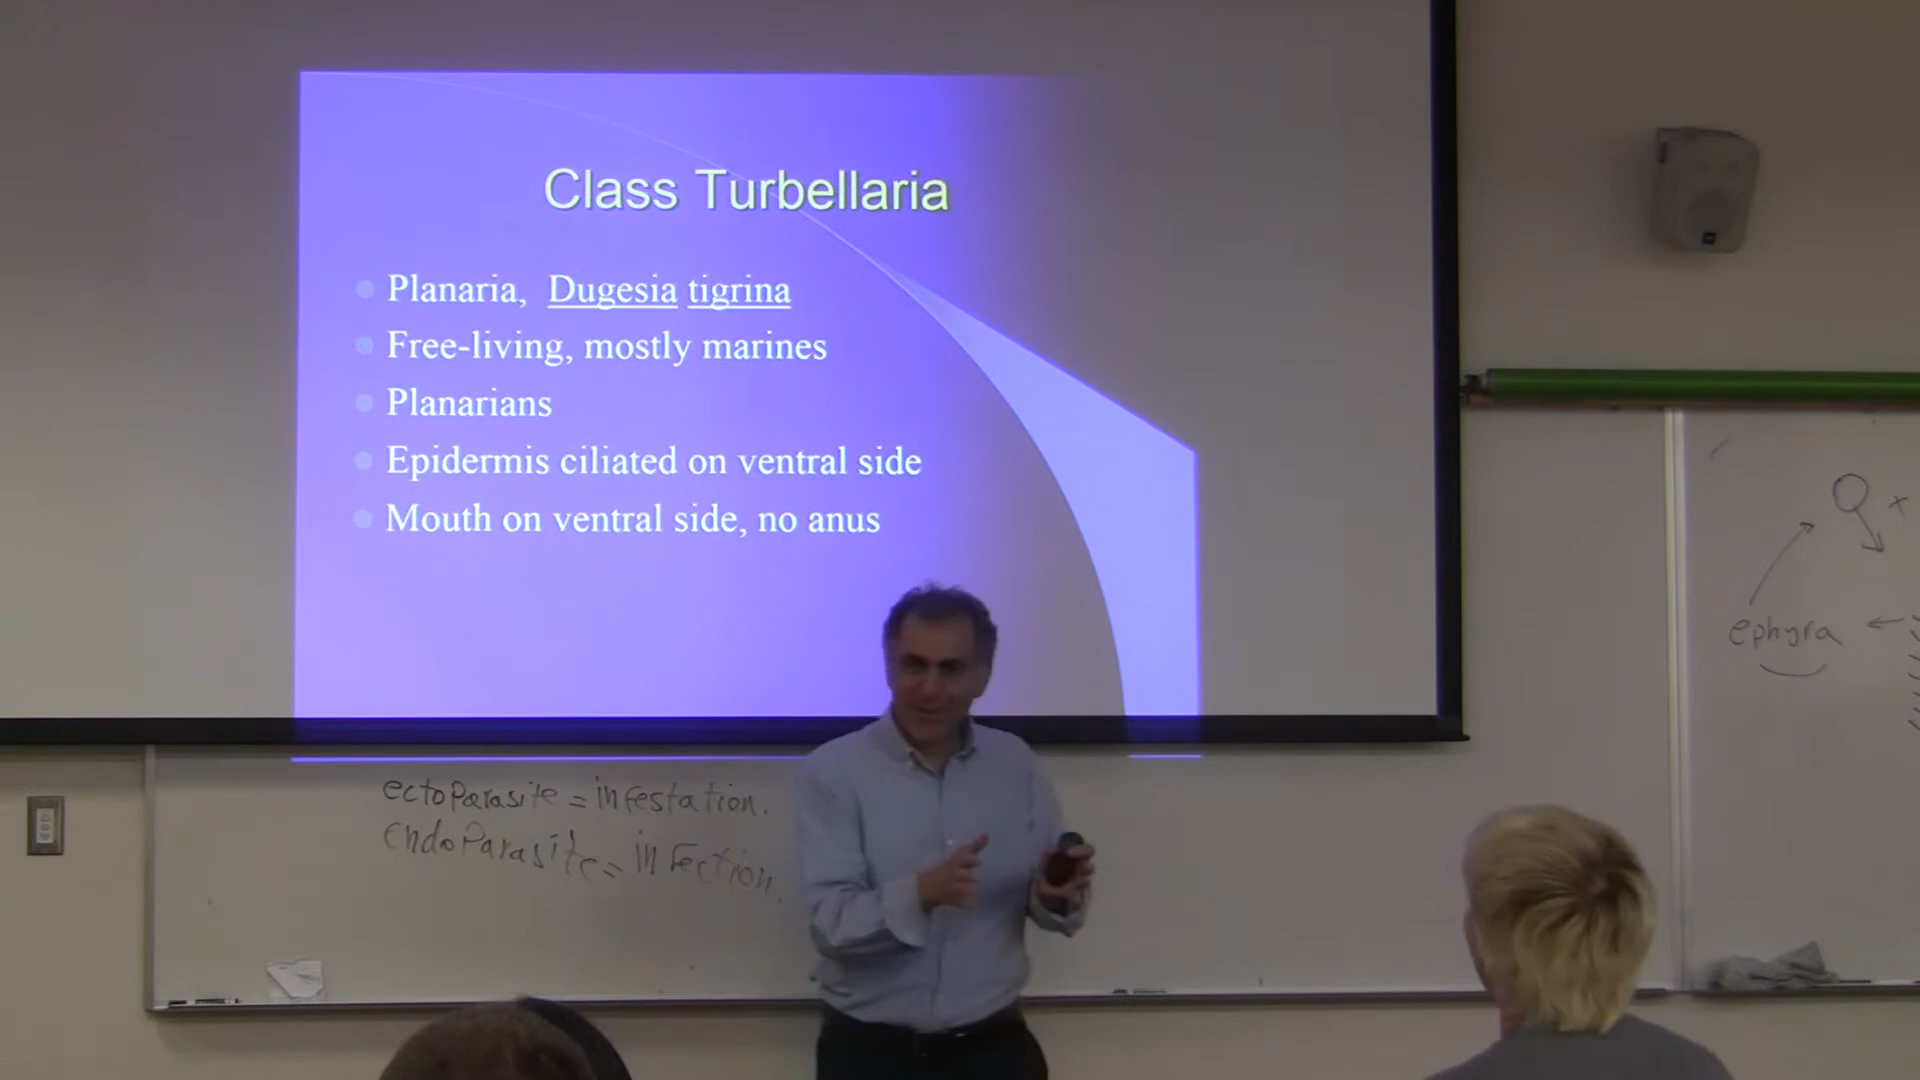 Class Turbellaria
Planaria, Dugesia tigrina
Free-living, mostly marines
Planarians
Epidermis ciliated on ventral side
Mouth on ventral side, no anus
ectoParasite = infestation.
endoParasite = infection.
ephyra